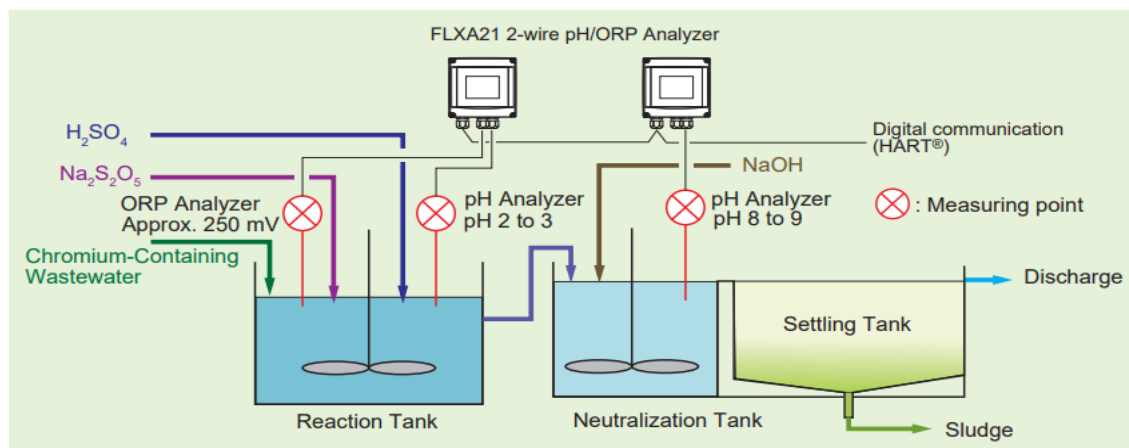 FLXA21 2-wire pH/ORP Analyzer
H₂SO₄
Digital communication
(HART®)
Na₂S₂O₅
NaOH
ORP Analyzer
Approx. 250 mV
pH Analyzer
pH 2 to 3
pH Analyzer
pH 8 to 9
: Measuring point
Chromium-Containing
Wastewater
Discharge
Settling Tank
Reaction Tank
Neutralization Tank
Sludge